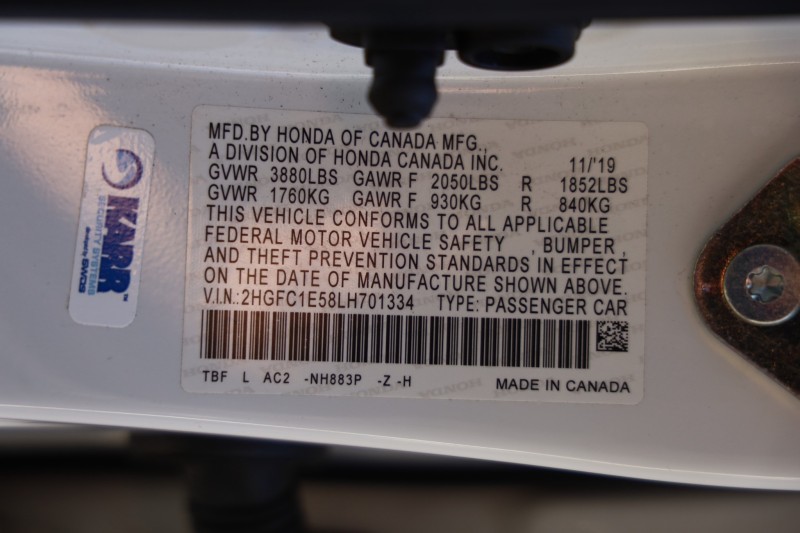 MFD.BY HONDA OF CANADA MFG.,
A DIVISION OF HONDA CANADA INC. 11/'19
GVWR 3880LBS GAWR F 2050LBS R 1852LBS
GVWR 1760KG GAWR F 930KG R 840KG
THIS VEHICLE CONFORMS TO ALL APPLICABLE
FEDERAL MOTOR VEHICLE SAFETY , BUMPER ,
AND THEFT PREVENTION STANDARDS IN EFFECT
ON THE DATE OF MANUFACTURE SHOWN ABOVE.
V.I.N.:2HGFC1E58LH701334 TYPE: PASSENGER CAR
TBF L AC2 -NH883P -Z -H MADE IN CANADA
KARR™
SECURITY SYSTEMS